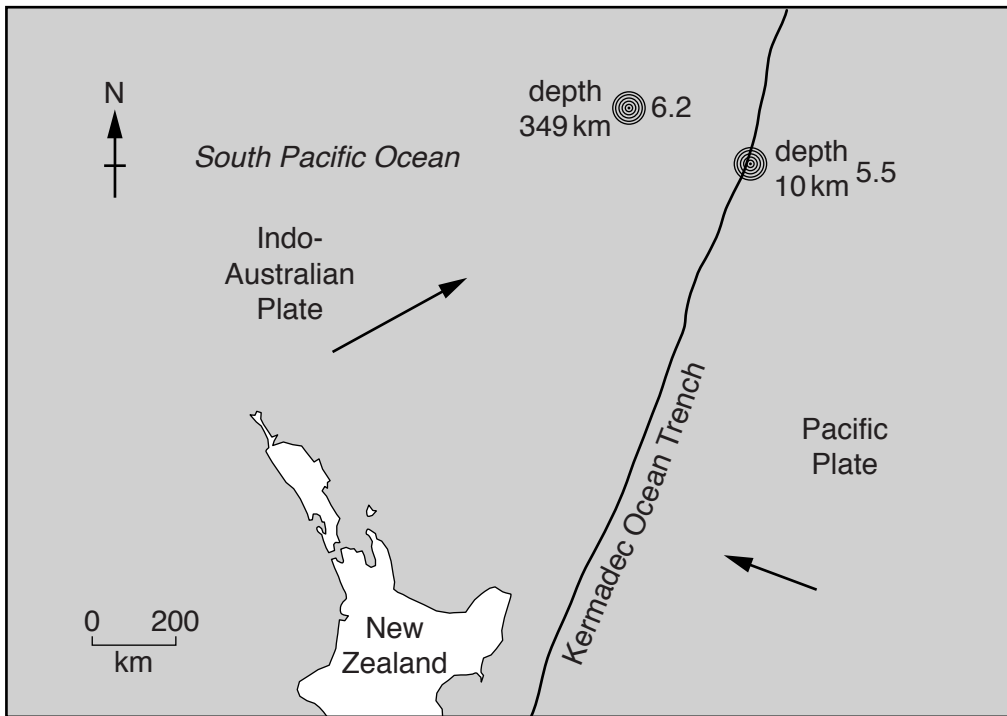 N
depth
349 km
6.2
South Pacific Ocean
depth
10 km
5.5
Indo-
Australian
Plate
Kermadec Ocean Trench
Pacific
Plate
0 200
km
New
Zealand